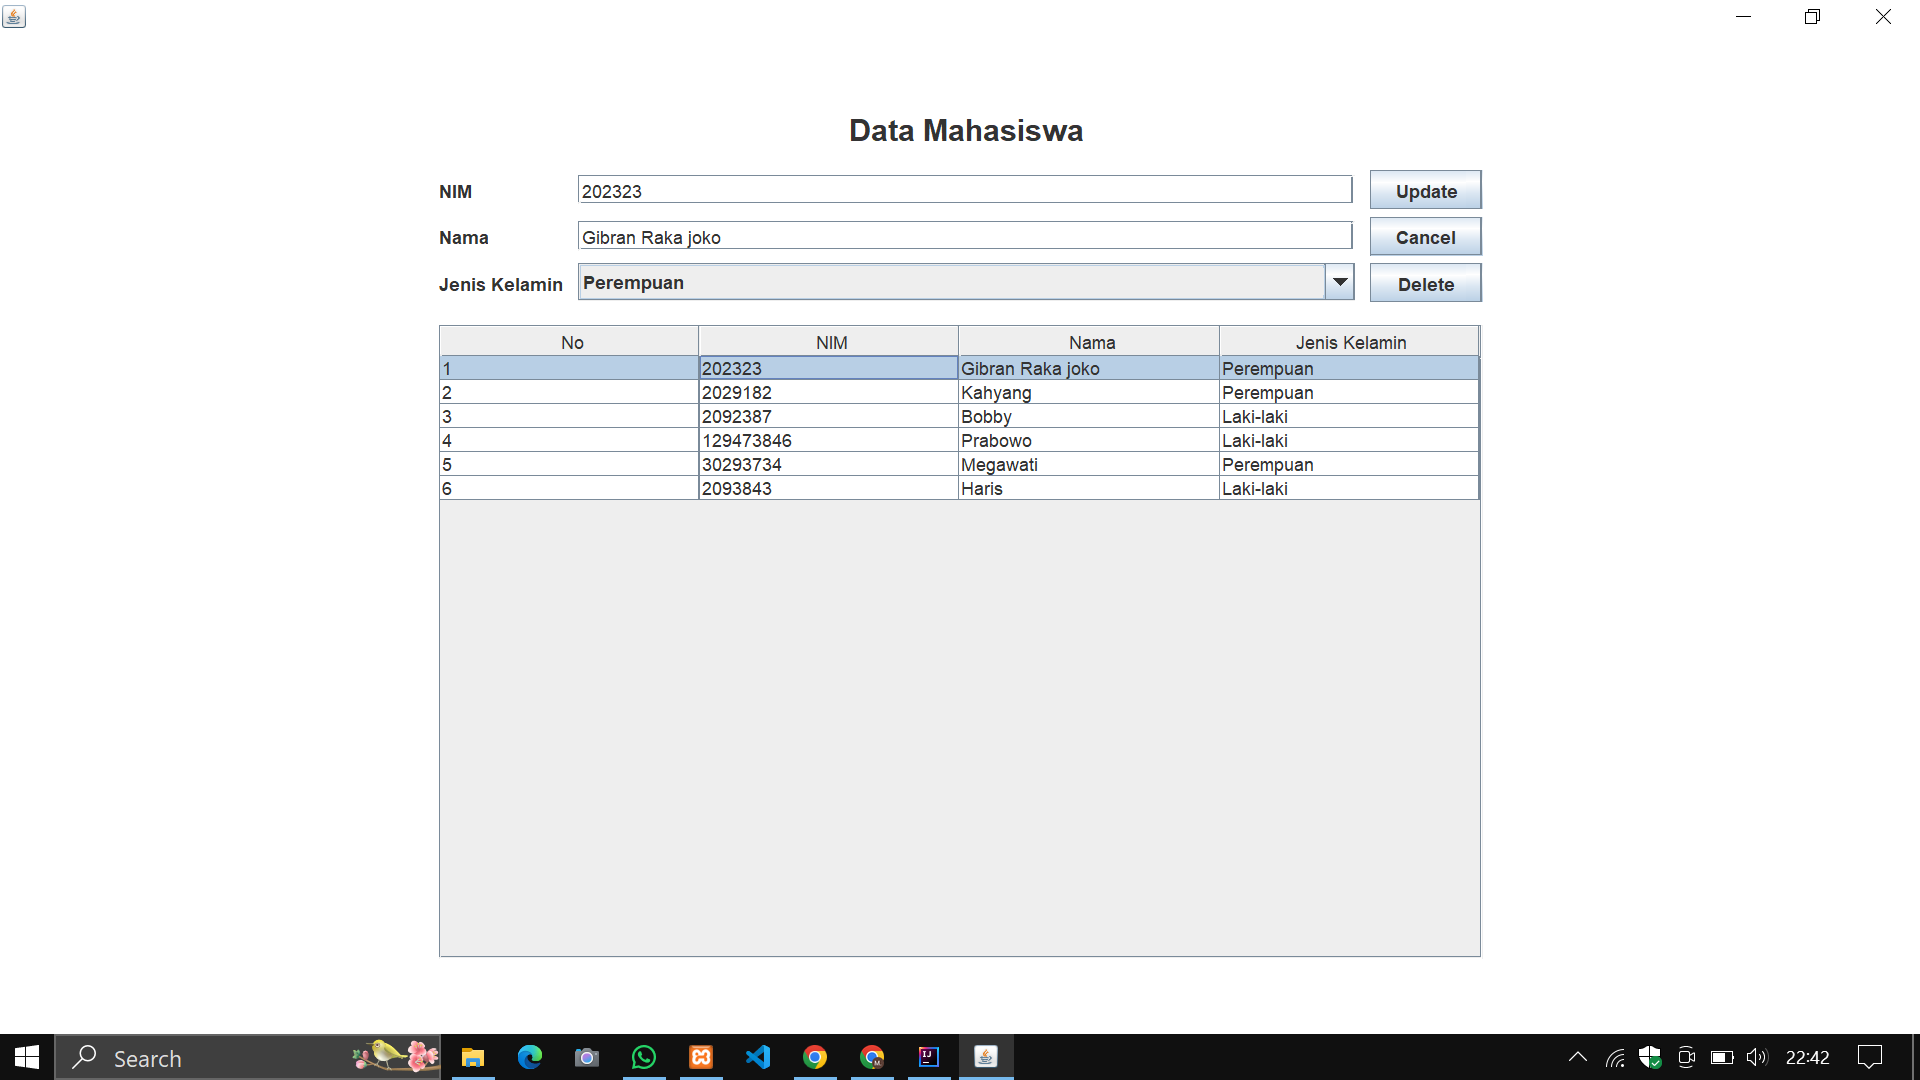 Data Mahasiswa
NIM 202323 Update
Nama Gibran Raka joko Cancel
Jenis Kelamin Perempuan Delete
No NIM Nama Jenis Kelamin
1 202323 Gibran Raka joko Perempuan
2 2029182 Kahyang Perempuan
3 2092387 Bobby Laki-laki
4 129473846 Prabowo Laki-laki
5 30293734 Megawati Perempuan
6 2093843 Haris Laki-laki
Search 22:42